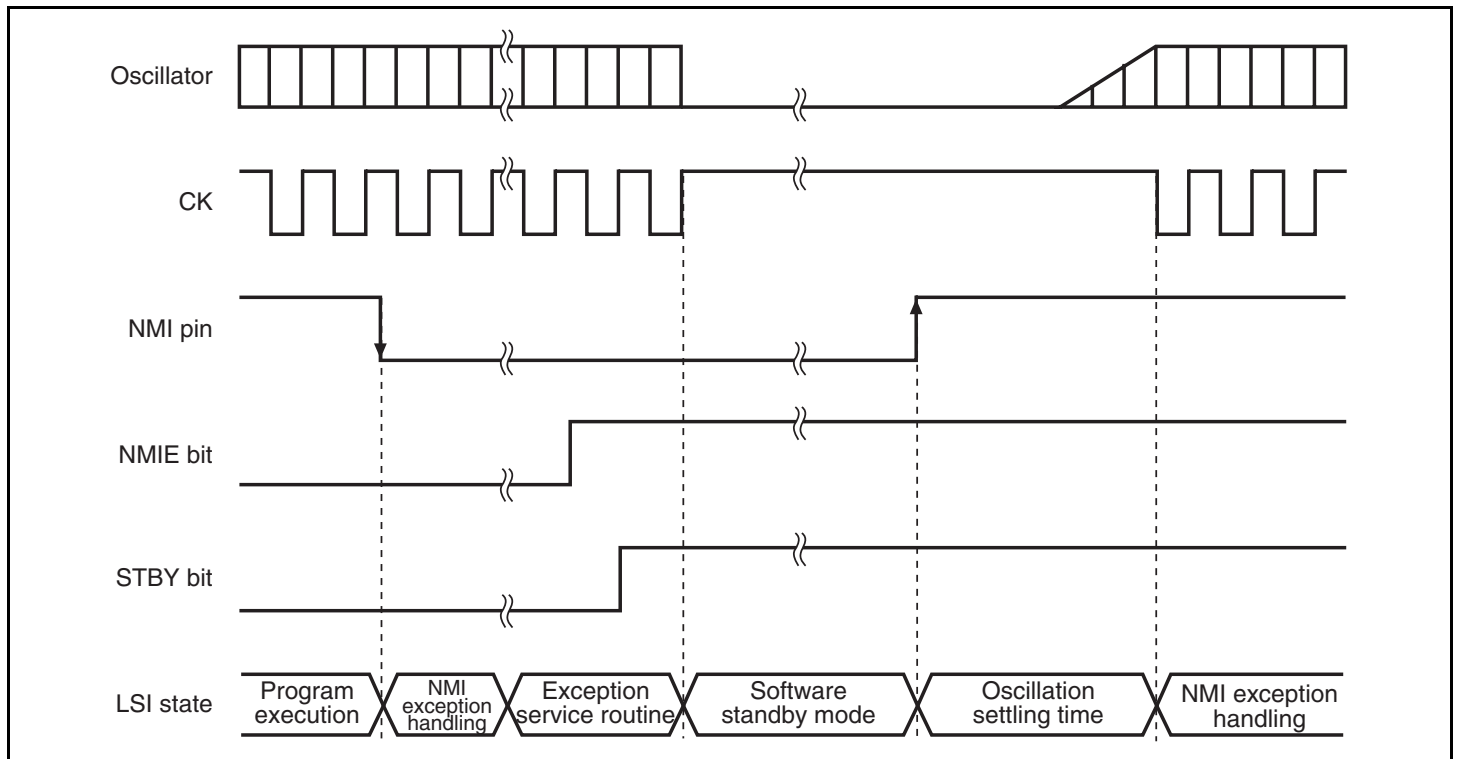 Oscillator
CK
NMI pin
NMIE bit
STBY bit
LSI state
Program
execution
NMI
exception
handling
Exception
service routine
Software
standby mode
Oscillation
settling time
NMI exception
handling